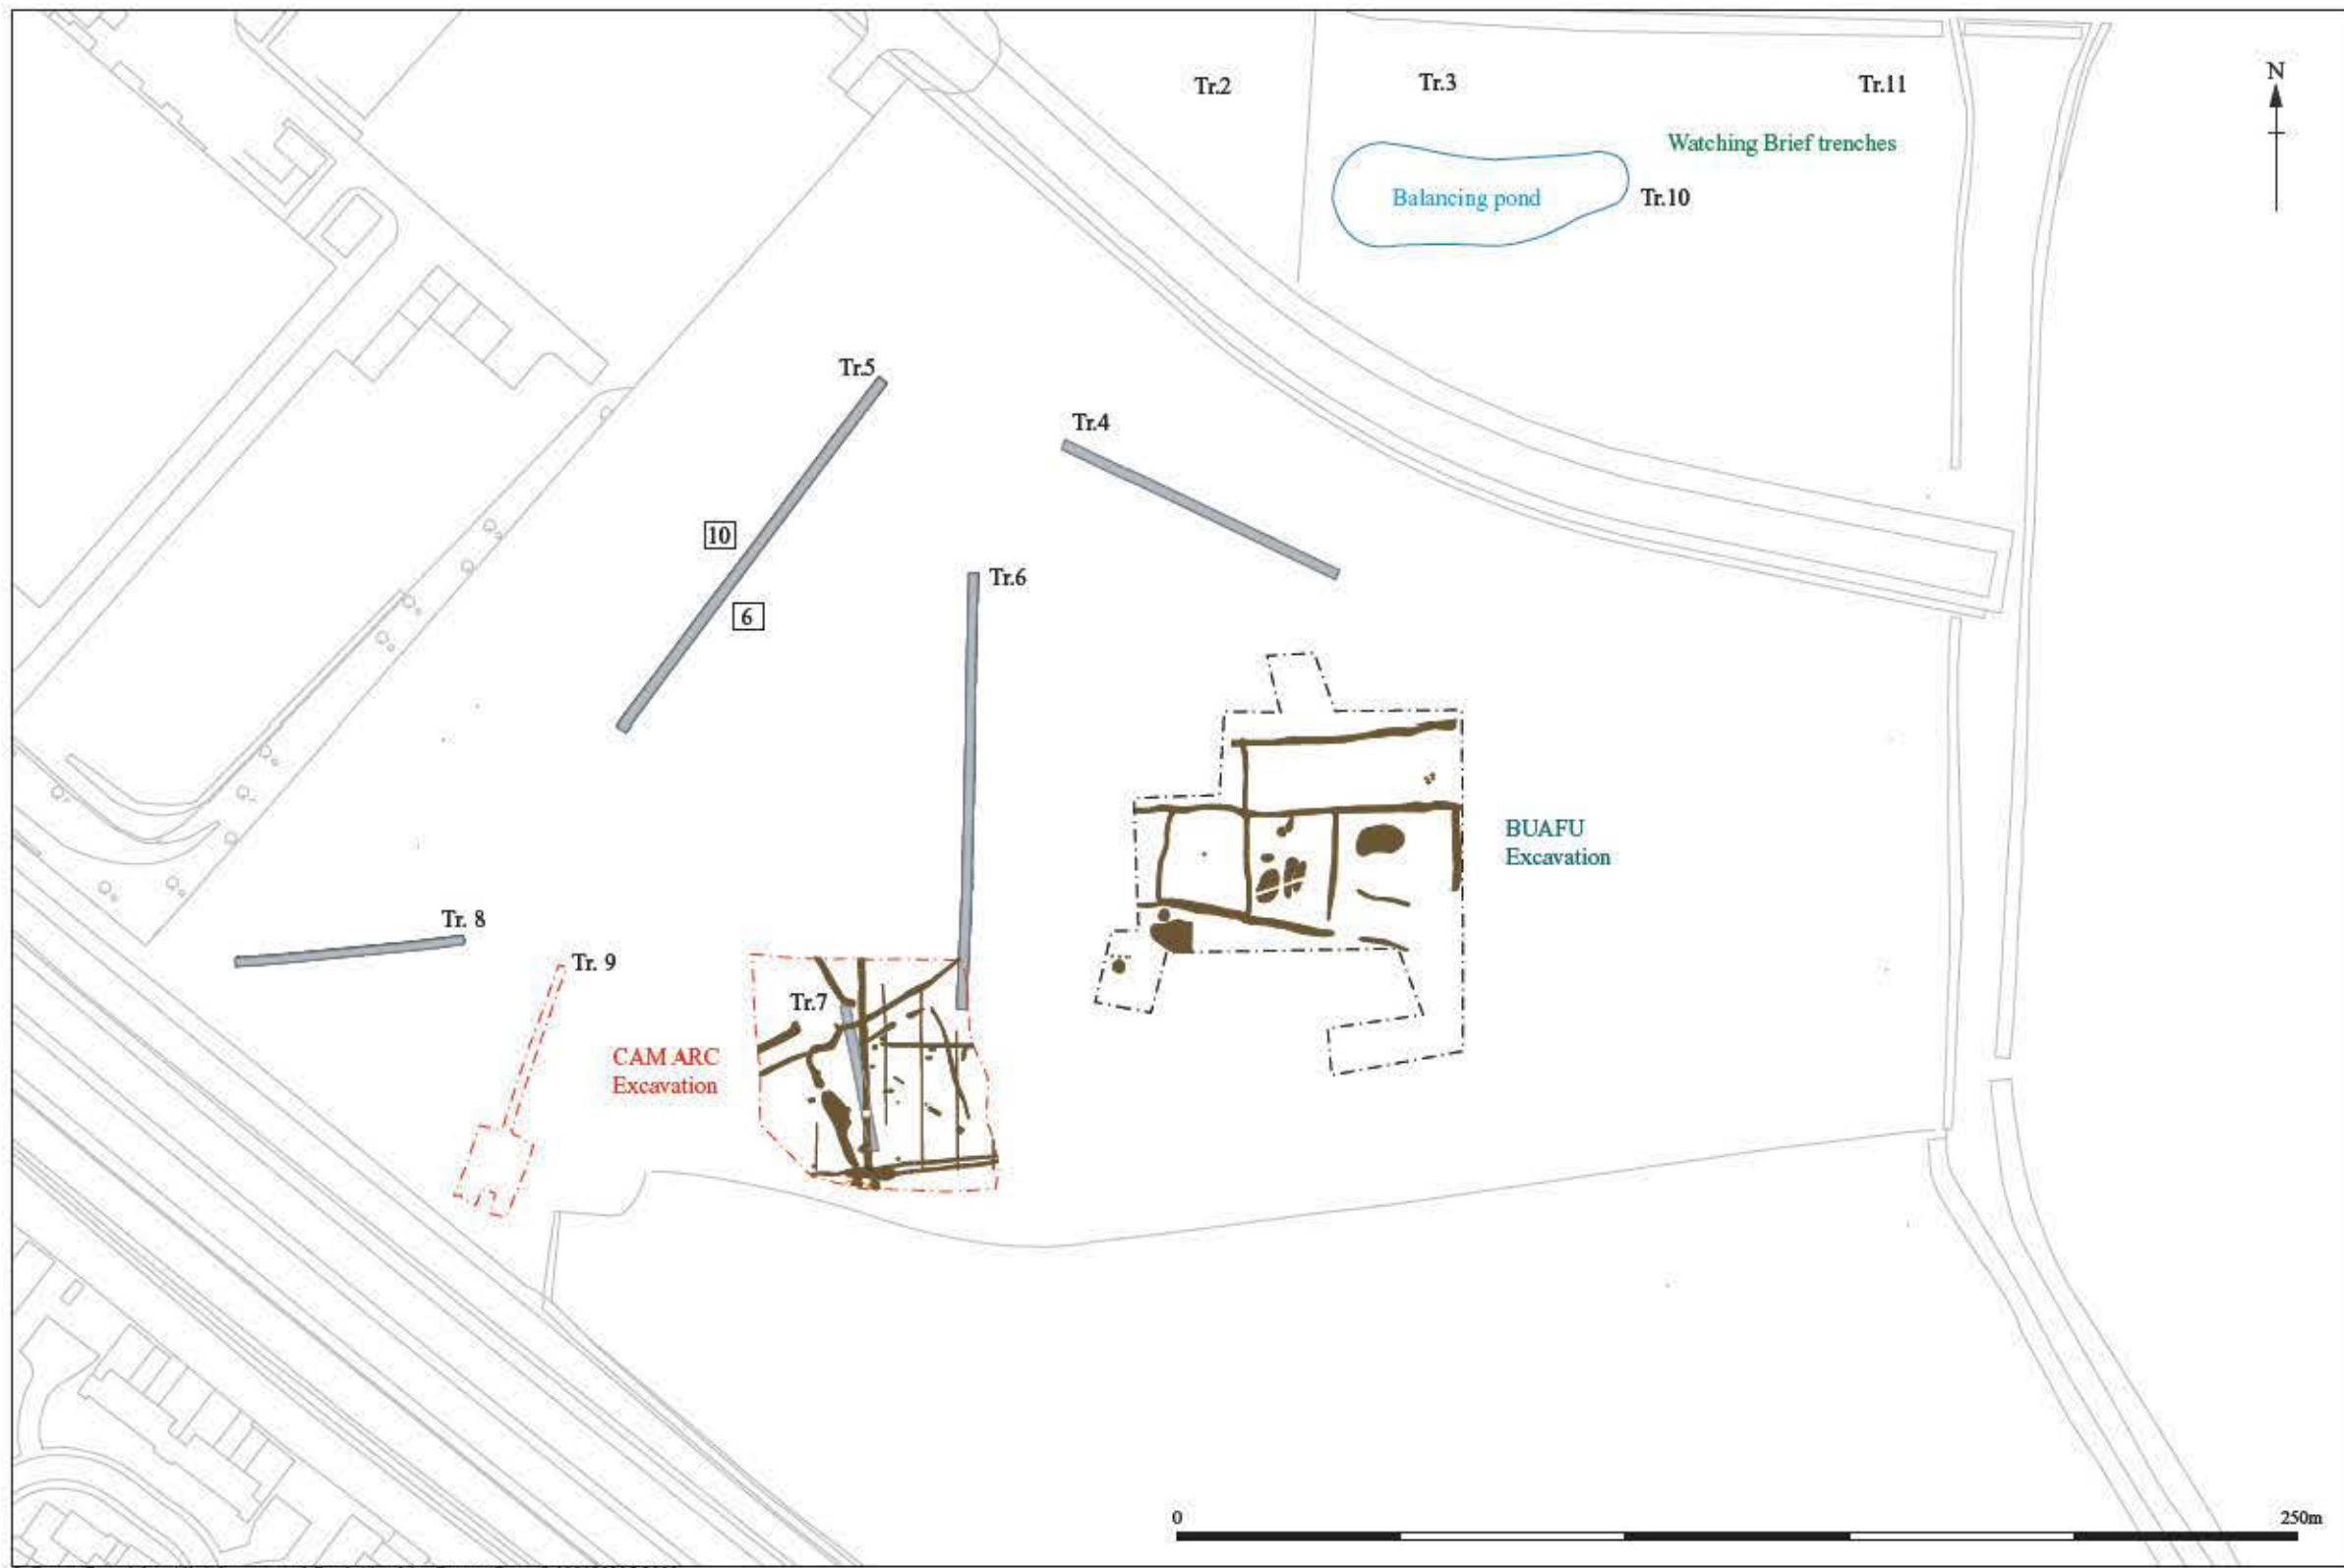 Tr.2
Tr.3
Tr.11
N
Watching Brief trenches
Balancing pond
Tr.10
Tr.5
Tr.4
10
Tr.6
6
BUAFU
Excavation
Tr. 8
Tr. 9
Tr.7
CAM ARC
Excavation
0
250m